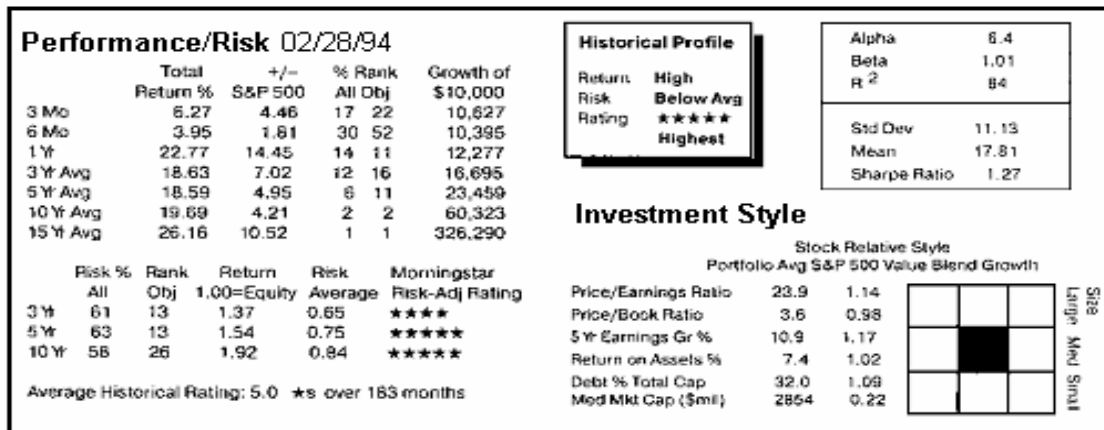 Performance/Risk 02/28/94
Total +/– % Rank Growth of
Return % S&P 500 All Obj $10,000
3 Mo 6.27 4.46 17 22 10,627
6 Mo 3.95 1.81 30 52 10,395
1 Yr 22.77 14.45 14 11 12,277
3 Yr Avg 18.63 7.02 12 16 16,695
5 Yr Avg 18.59 4.95 6 11 23,459
10 Yr Avg 19.69 4.21 2 2 60,323
15 Yr Avg 26.16 10.52 1 1 326,290
Risk % Rank Return Risk Morningstar
All Obj 1.00=Equity Average Risk-Adj Rating
3 Yr 61 13 1.37 0.65 ★★★★
5 Yr 63 13 1.54 0.75 ★★★★★
10 Yr 58 26 1.92 0.84 ★★★★★
Average Historical Rating: 5.0 ★s over 183 months
Historical Profile
Return High
Risk Below Avg
Rating ★★★★★
Highest
Alpha 6.4
Beta 1.01
R 2 84
Std Dev 11.13
Mean 17.81
Sharpe Ratio 1.27
Investment Style
Stock Relative Style
Portfolio Avg S&P 500 Value Blend Growth
Price/Earnings Ratio 23.9 1.14
Price/Book Ratio 3.6 0.98
5 Yr Earnings Gr % 10.9 1.17
Return on Assets % 7.4 1.02
Debt % Total Cap 32.0 1.09
Med Mkt Cap ($mil) 2854 0.22
Size
Large Med Small